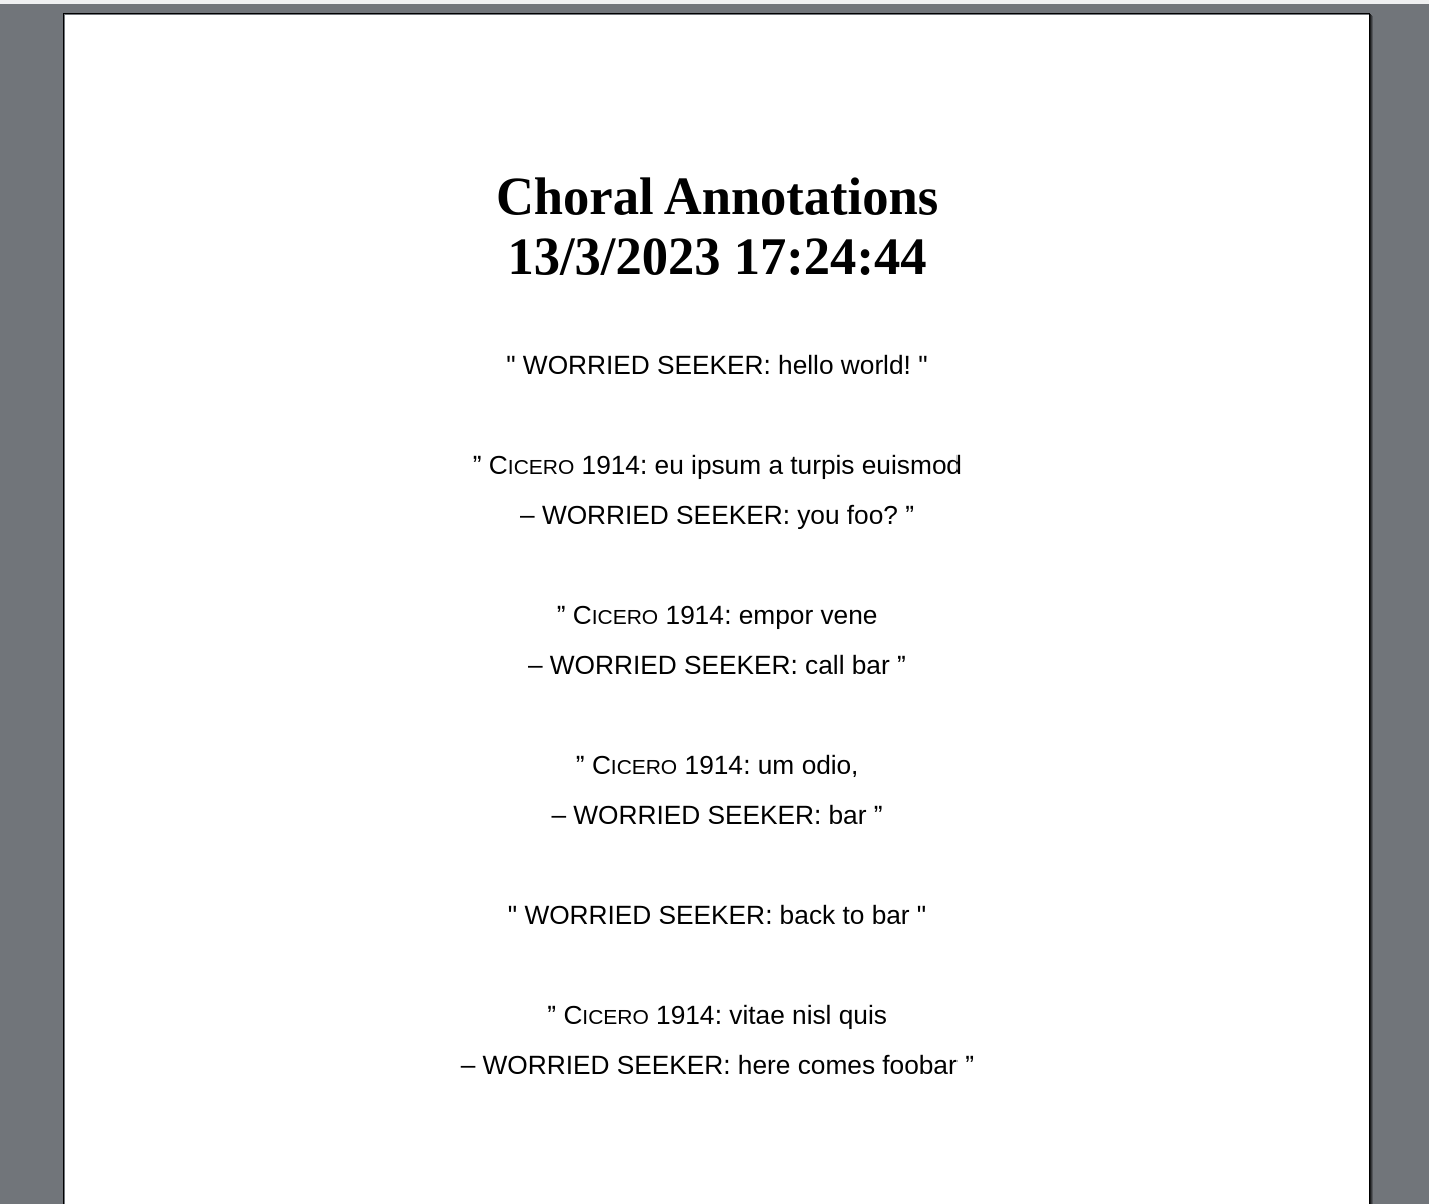 Choral Annotations
13/3/2023 17:24:44
" WORRIED SEEKER: hello world! "
” CICERO 1914: eu ipsum a turpis euismod
– WORRIED SEEKER: you foo? ”
” CICERO 1914: empor vene
– WORRIED SEEKER: call bar ”
” CICERO 1914: um odio,
– WORRIED SEEKER: bar ”
" WORRIED SEEKER: back to bar "
” CICERO 1914: vitae nisl quis
– WORRIED SEEKER: here comes foobar ”